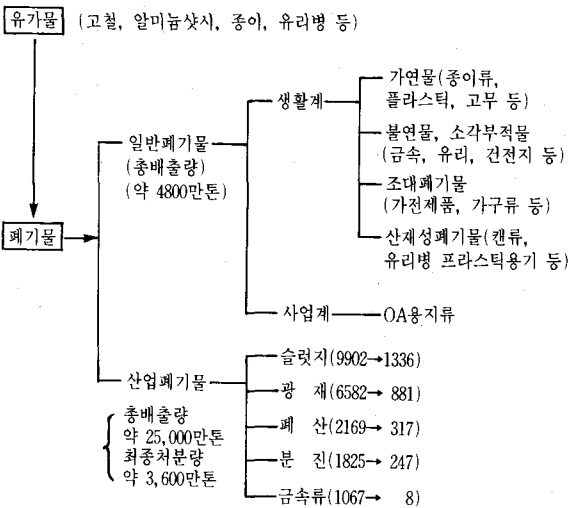 유가물 (고철, 알미늄샷시, 종이, 유리병 등)
폐기물
일반폐기물
(총배출량)
(약 4800만톤)
생활계
가연물(종이류,
플라스틱, 고무 등)
불연물, 소각부적물
(금속, 유리, 건전지 등)
조대폐기물
(가전제품, 가구류 등)
산재성폐기물(캔류,
유리병 프라스틱용기 등)
사업계
OA용지류
산업폐기물
총배출량
약 25,000만톤
최종처분량
약 3,600만톤
슬럿지(9902→1336)
광 재(6582→ 881)
폐 산(2169→ 317)
분 진(1825→ 247)
금속류(1067→ 8)